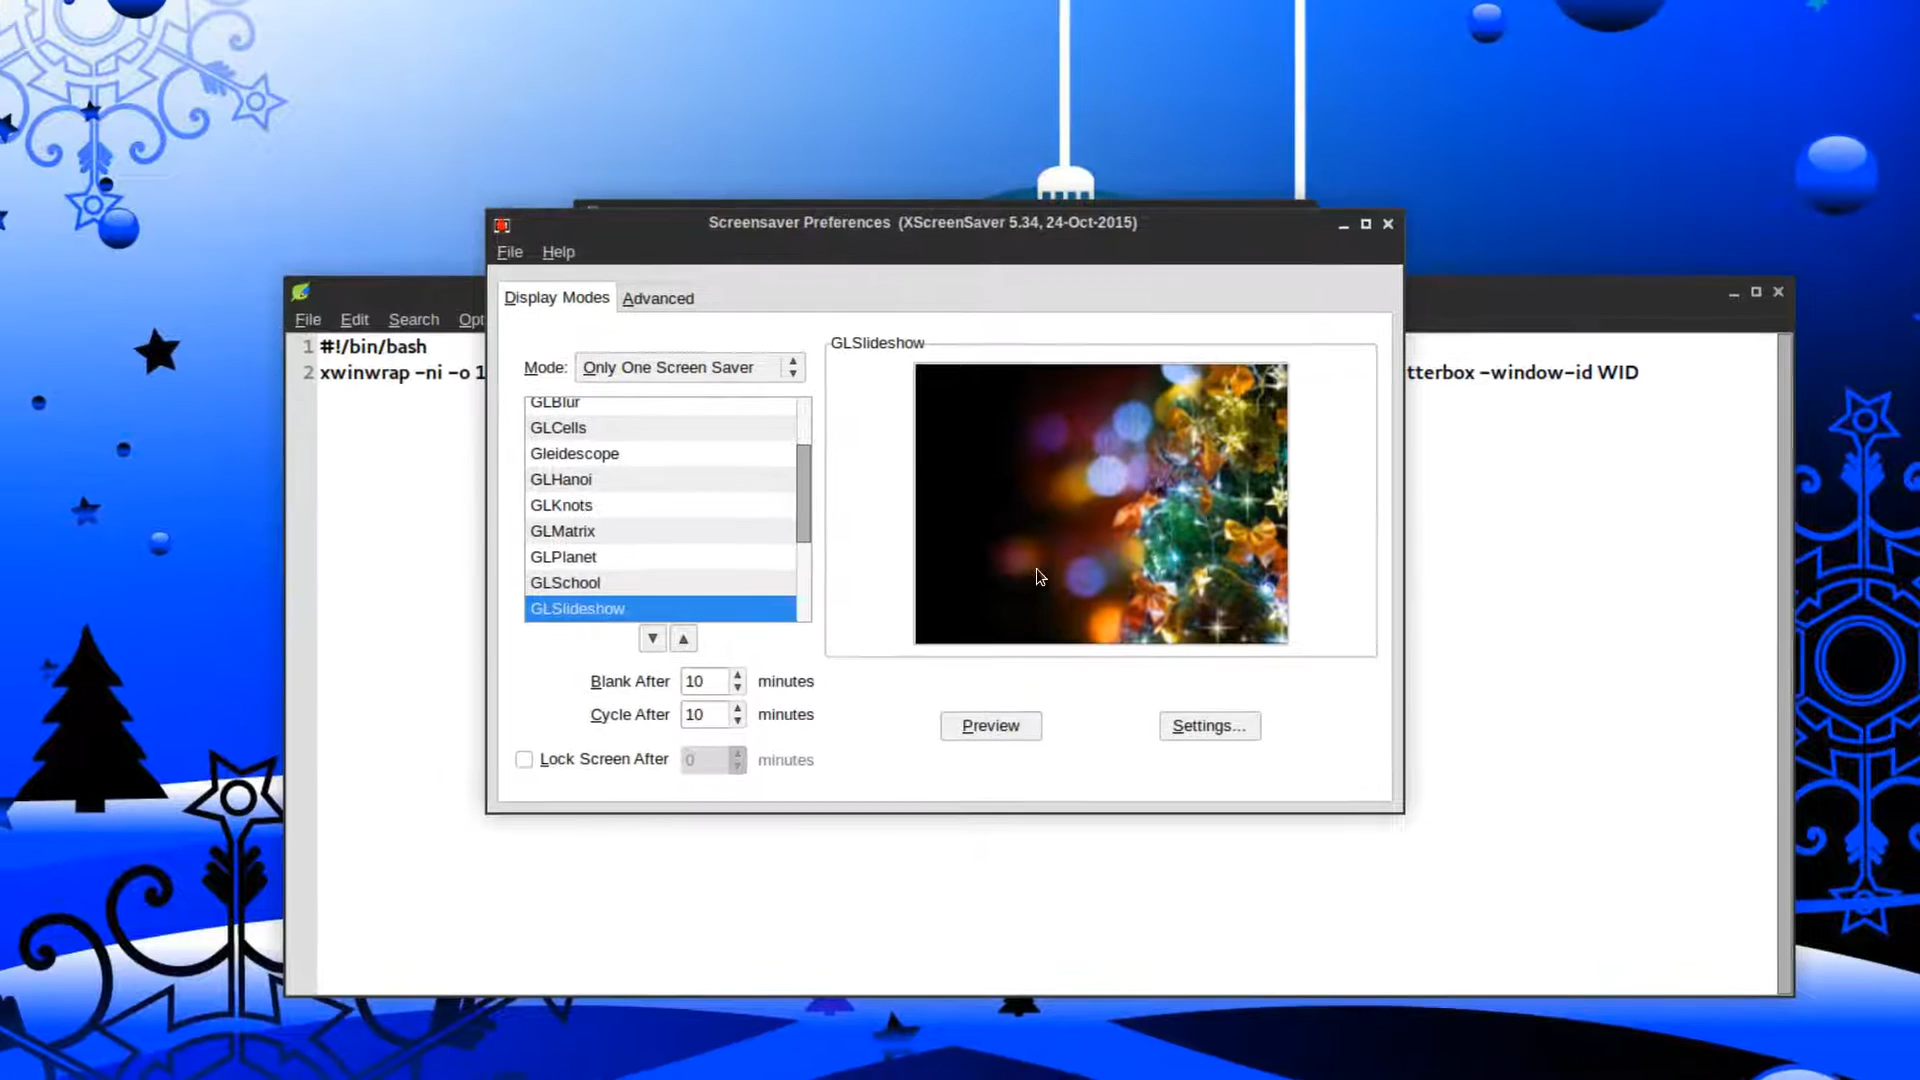 Screensaver Preferences (XScreenSaver 5.34, 24-Oct-2015)
File Help
Display Modes Advanced
Mode: Only One Screen Saver
GLBlur
GLCells
Gleidescope
GLHanoi
GLKnots
GLMatrix
GLPlanet
GLSchool
GLSlideshow
Blank After 10 minutes
Cycle After 10 minutes
Lock Screen After 0 minutes
GLSlideshow
Preview
Settings...
File Edit Search Opt
1 #!/bin/bash
2 xwinwrap -ni -o 1 tterbox -window-id WID